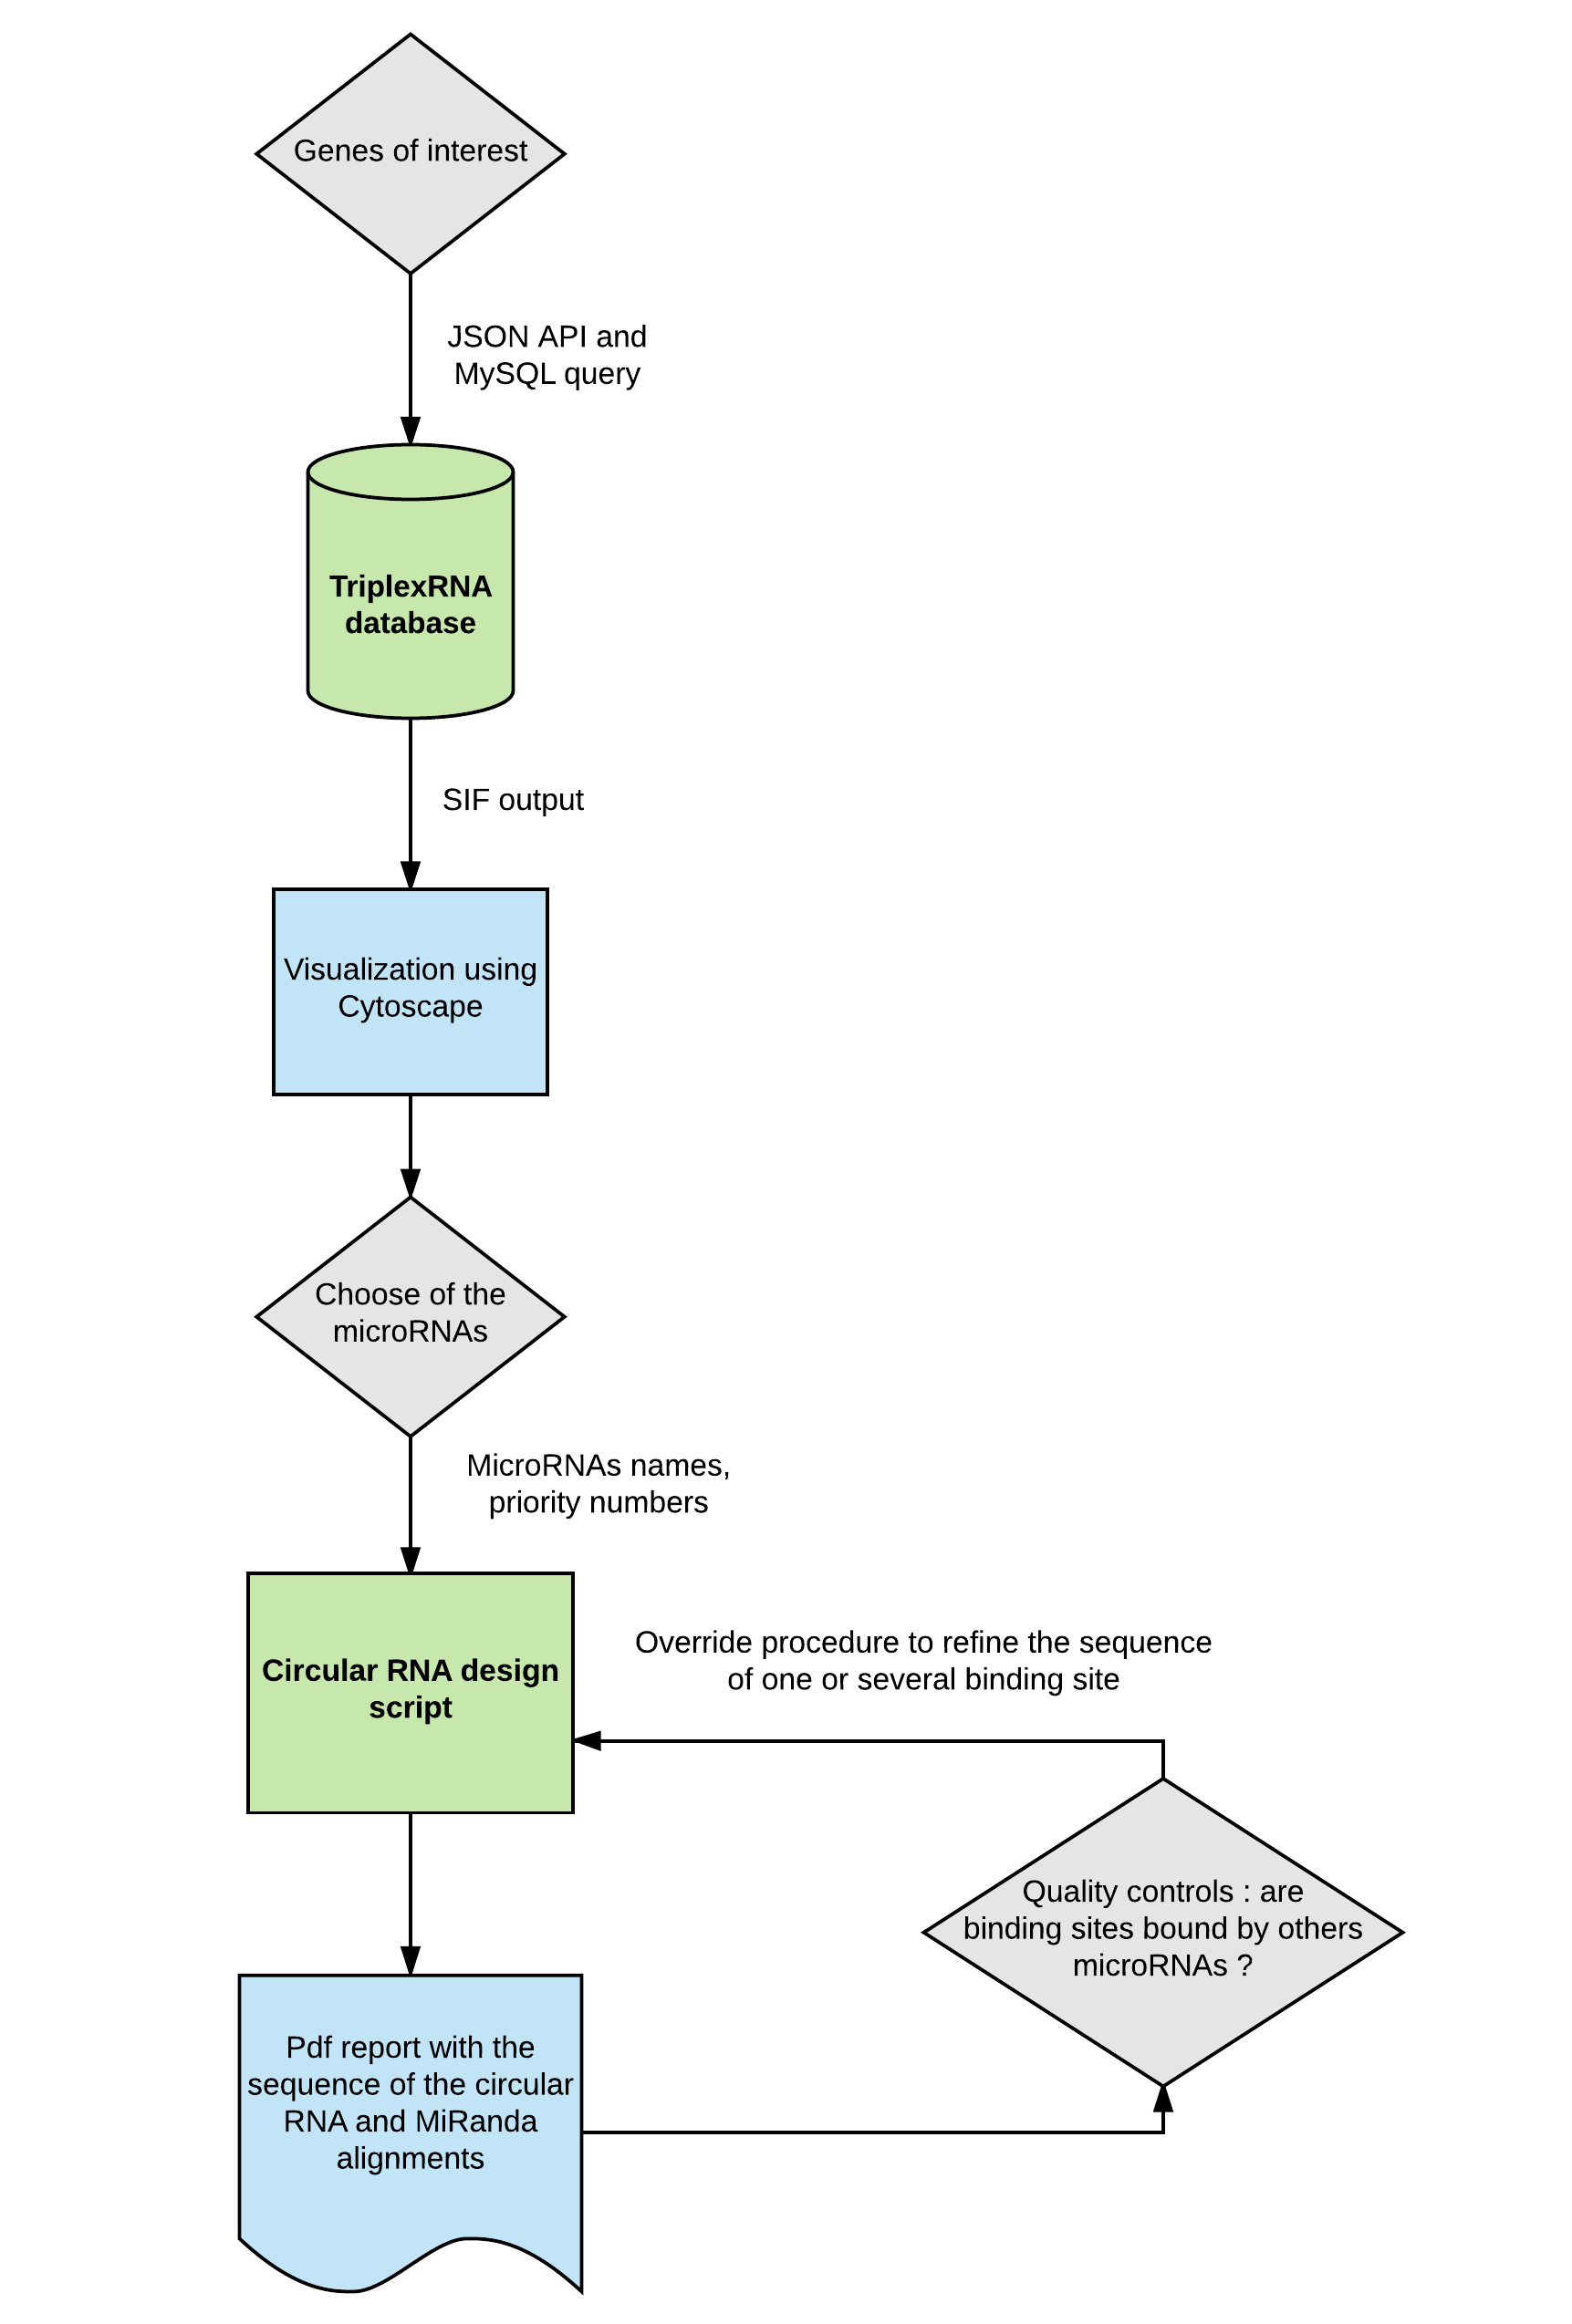 Genes of interest
JSON API and
MySQL query
TriplexRNA
database
SIF output
Visualization using
Cytoscape
Choose of the
microRNAs
MicroRNAs names,
priority numbers
Circular RNA design
script
Override procedure to refine the sequence
of one or several binding site
Quality controls : are
binding sites bound by others
microRNAs ?
Pdf report with the
sequence of the circular
RNA and MiRanda
alignments